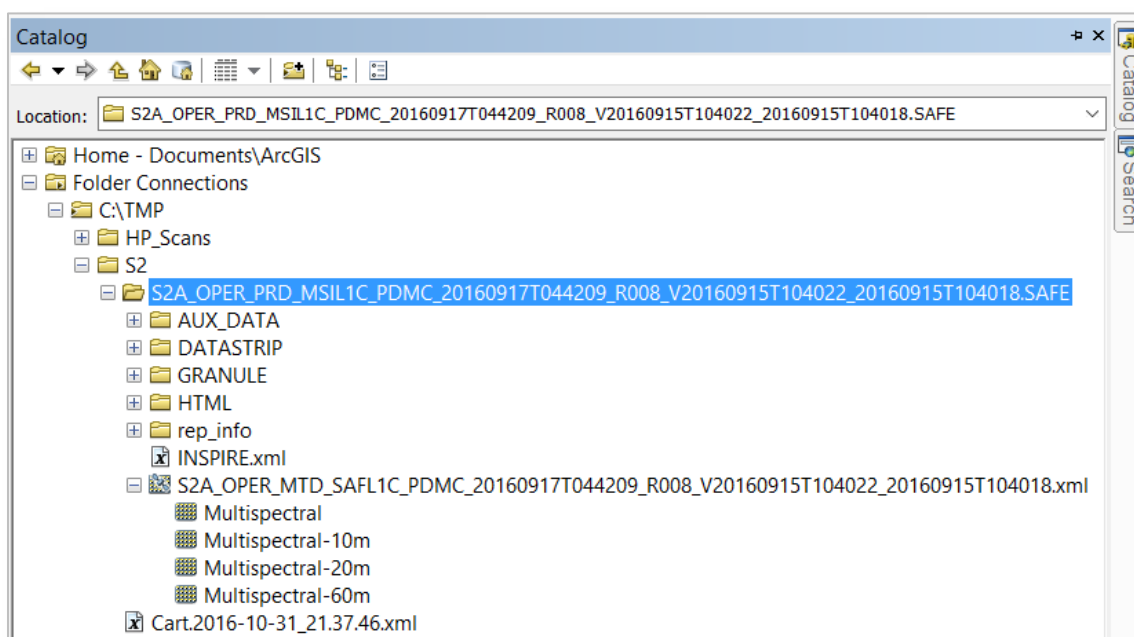 Catalog
Location: S2A_OPER_PRD_MSIL1C_PDMC_20160917T044209_R008_V20160915T104022_20160915T104018.SAFE
Home - Documents\ArcGIS
Folder Connections
C:\TMP
HP_Scans
S2
S2A_OPER_PRD_MSIL1C_PDMC_20160917T044209_R008_V20160915T104022_20160915T104018.SAFE
AUX_DATA
DATASTRIP
GRANULE
HTML
rep_info
INSPIRE.xml
S2A_OPER_MTD_SAFL1C_PDMC_20160917T044209_R008_V20160915T104022_20160915T104018.xml
Multispectral
Multispectral-10m
Multispectral-20m
Multispectral-60m
Cart.2016-10-31_21.37.46.xml
Catalog
Search